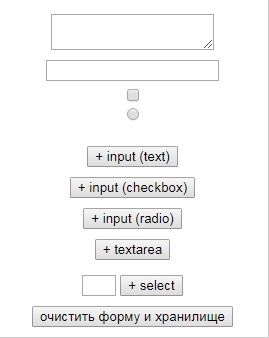 + input (text)
+ input (checkbox)
+ input (radio)
+ textarea
+ select
очистить форму и хранилище